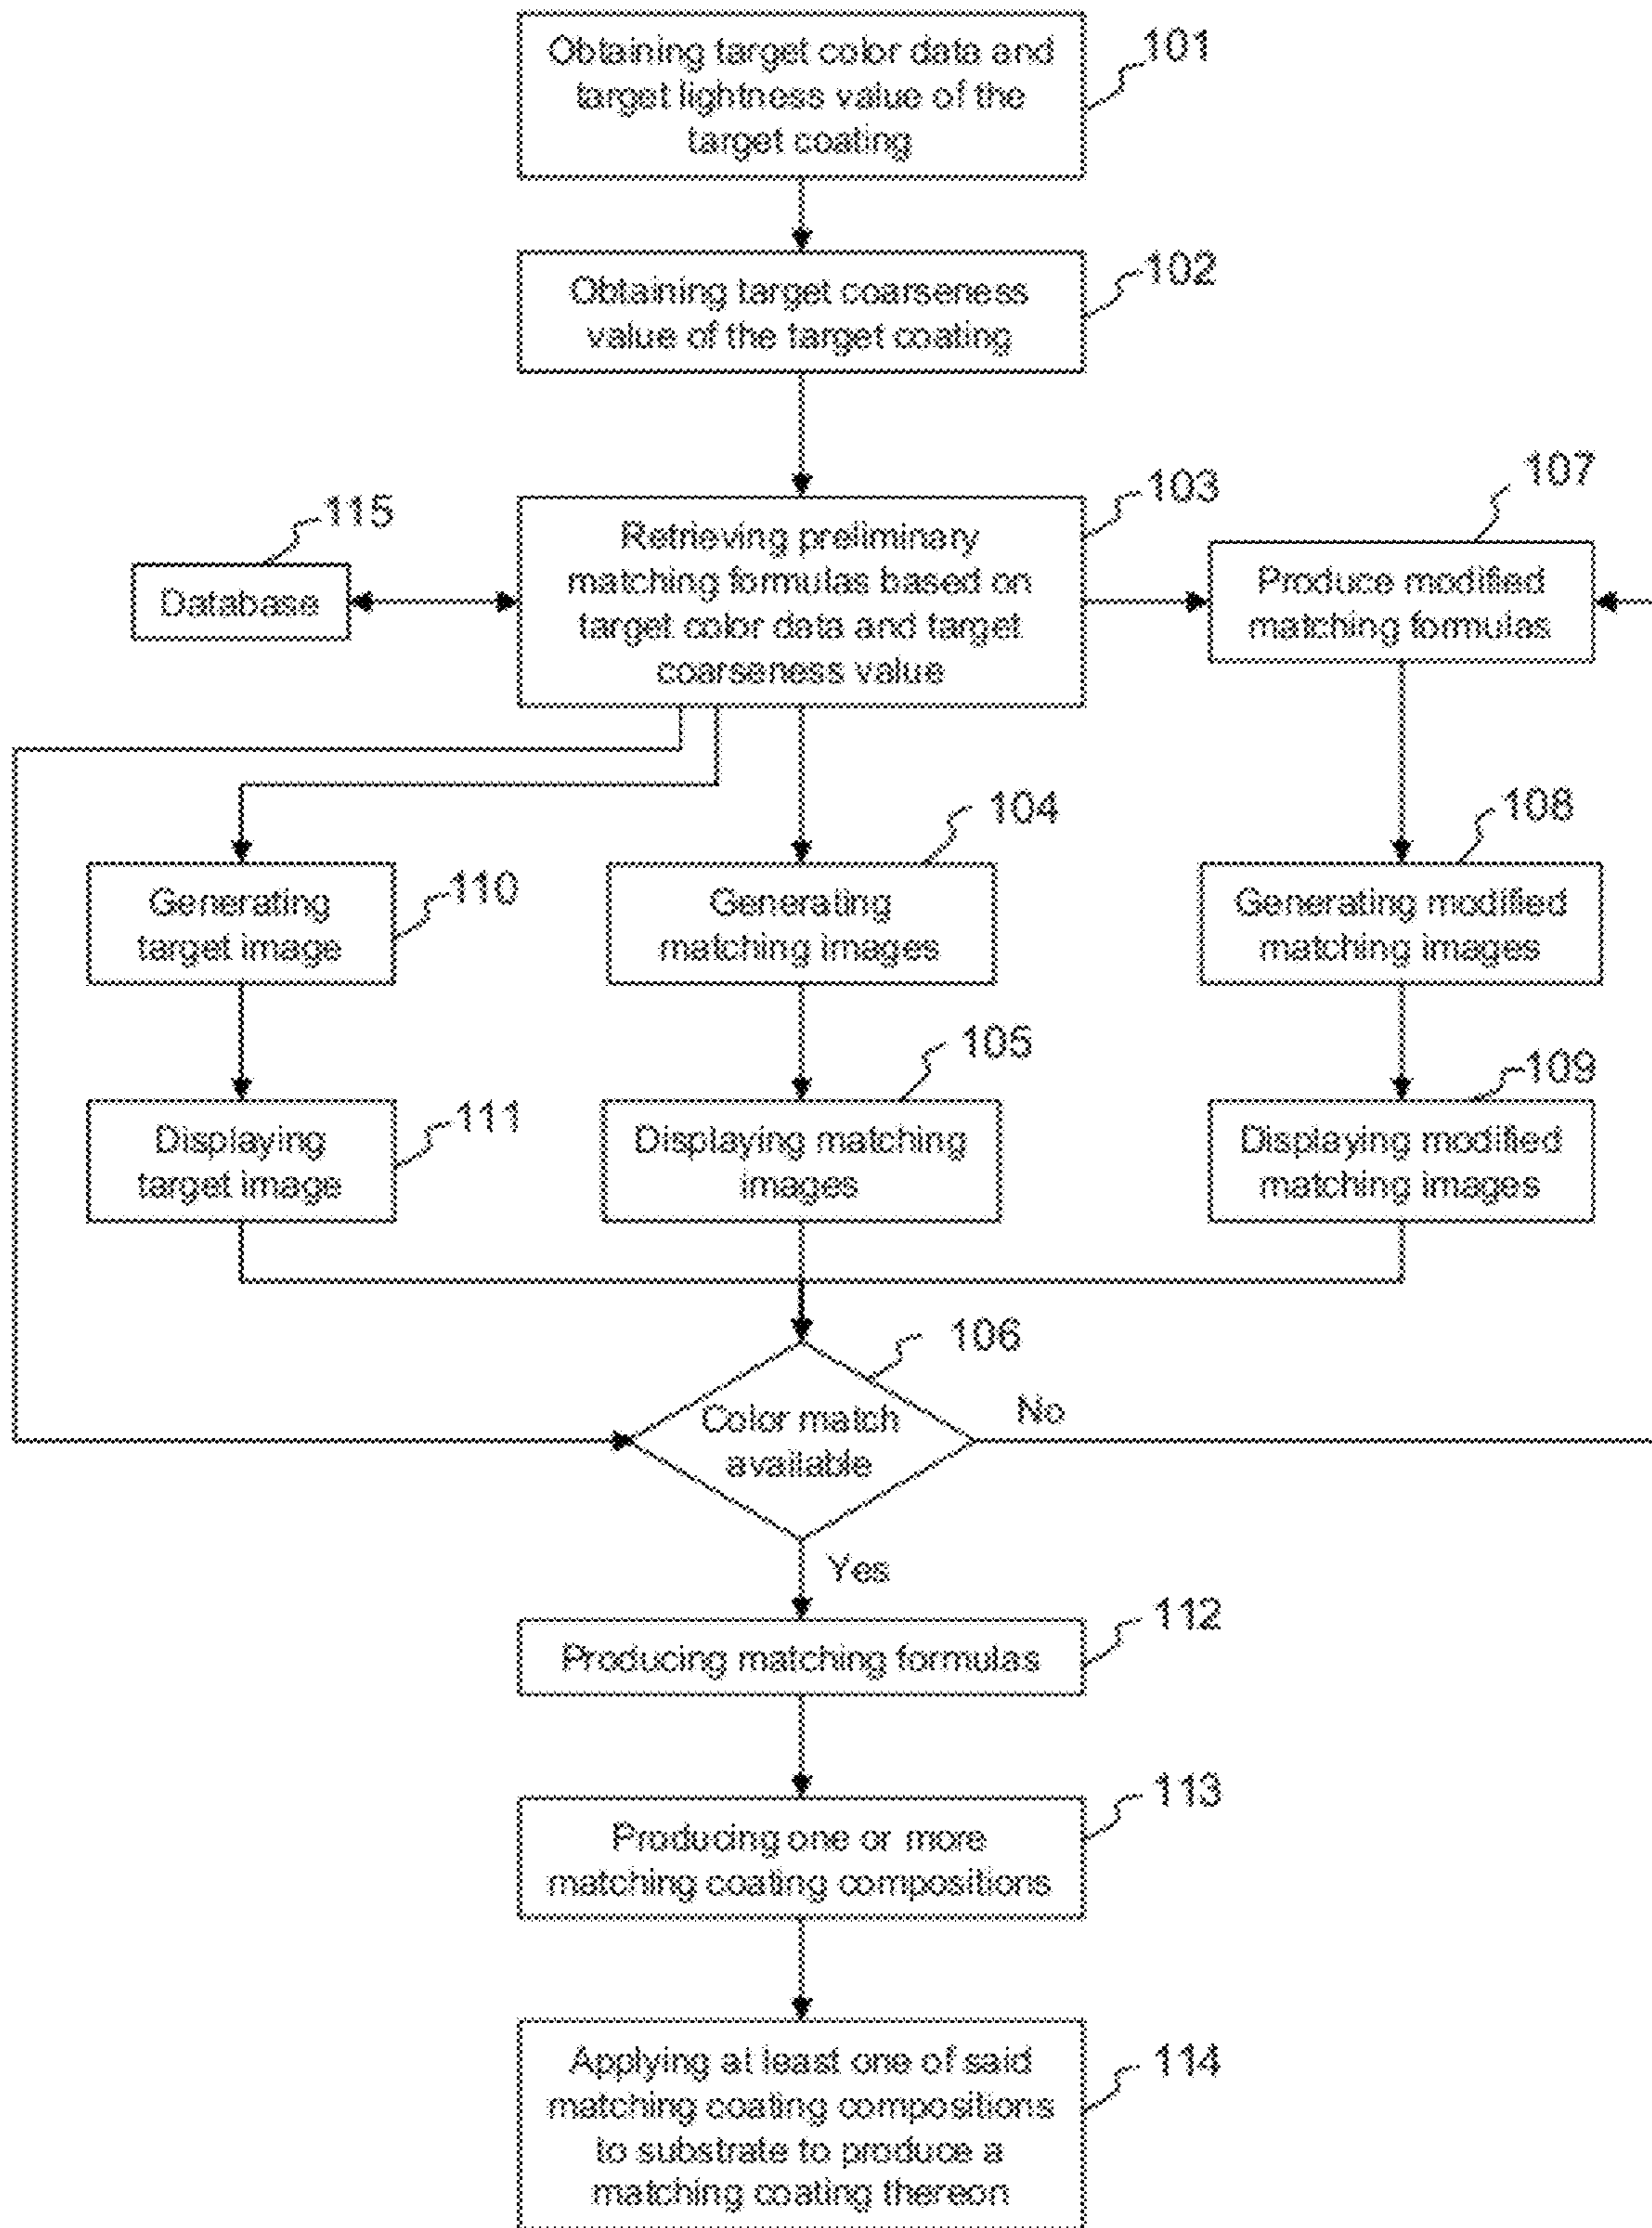 Obtaining target color data and
target lightness value of the
target coating
101
Obtaining target coarseness
value of the target coating
102
Retrieving preliminary
matching formulas based on
target color data and target
coarseness value
103
115
Database
107
Produce modified
matching formulas
Generating
target image
110
104
Generating
matching images
108
Generating modified
matching images
Displaying
target image
111
105
Displaying matching
images
109
Displaying modified
matching images
106
Color match
available
No
Yes
Producing matching formulas
112
Producing one or more
matching coating compositions
113
Applying at least one of said
matching coating compositions
to substrate to produce a
matching coating thereon
114